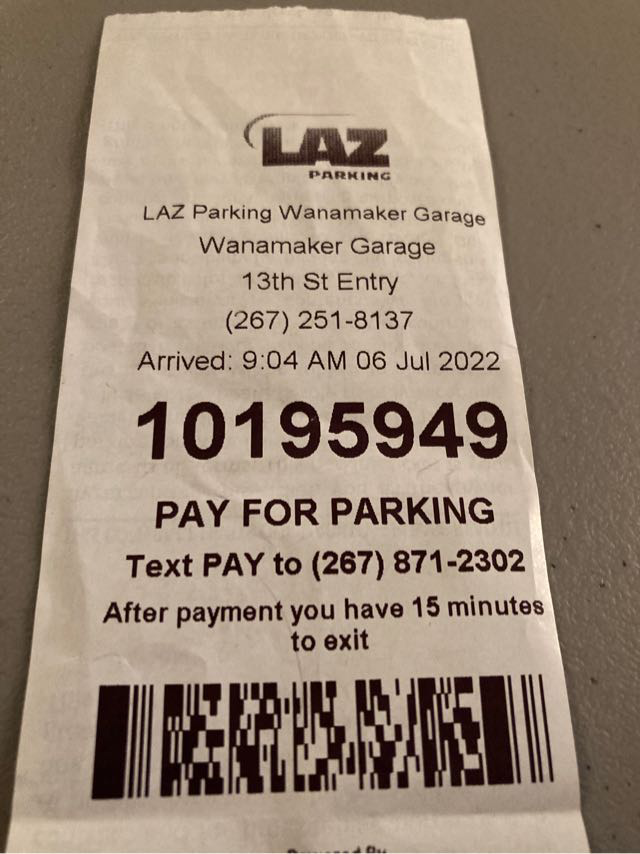 LAZ
PARKING
LAZ Parking Wanamaker Garage
Wanamaker Garage
13th St Entry
(267) 251-8137
Arrived: 9:04 AM 06 Jul 2022
10195949
PAY FOR PARKING
Text PAY to (267) 871-2302
After payment you have 15 minutes
to exit
Powered By